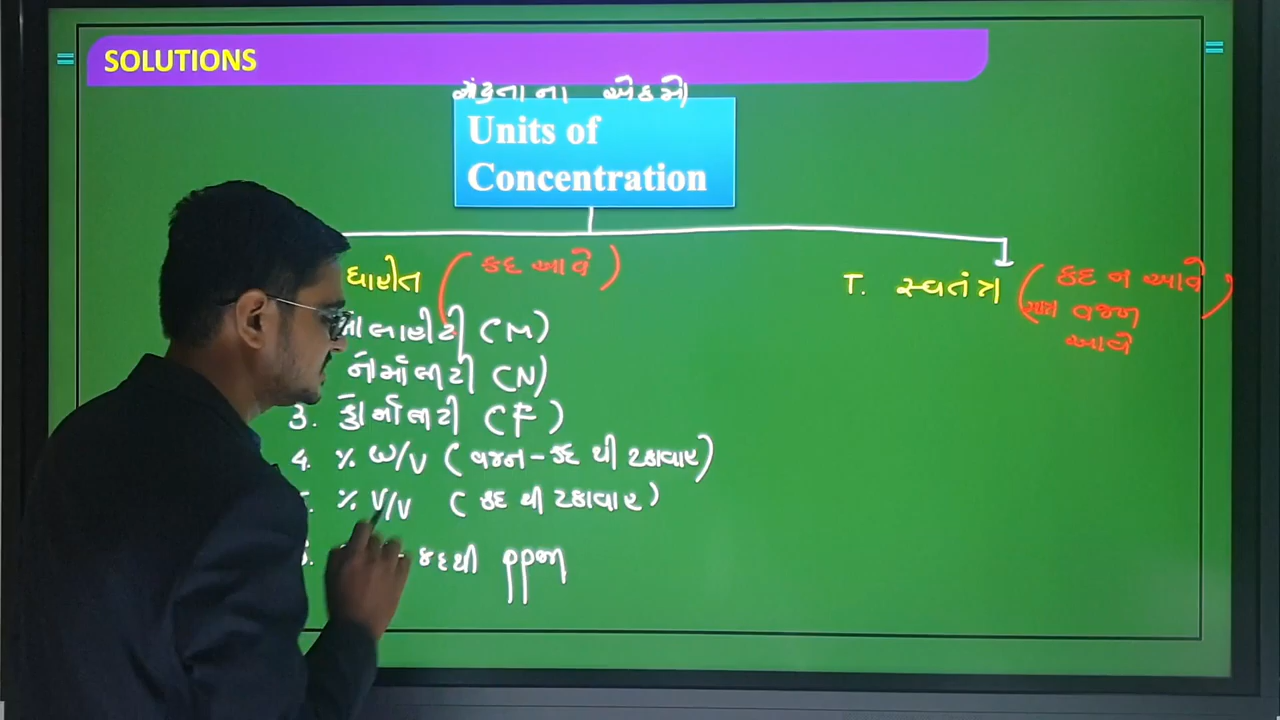 SOLUTIONS
સાંદ્રતાના એકમો
Units of
Concentration
(કદ આવે)
T. સ્વતંત્ર (કદ ન આવે
વજન
આવે)
(M)
નોર્માલીટી (N)
3. ફોર્માલીટી (F)
4. % W/V (વજન-કદ થી ટકાવાર)
% V/V (કદ થી ટકાવાર)
કદથી ppm